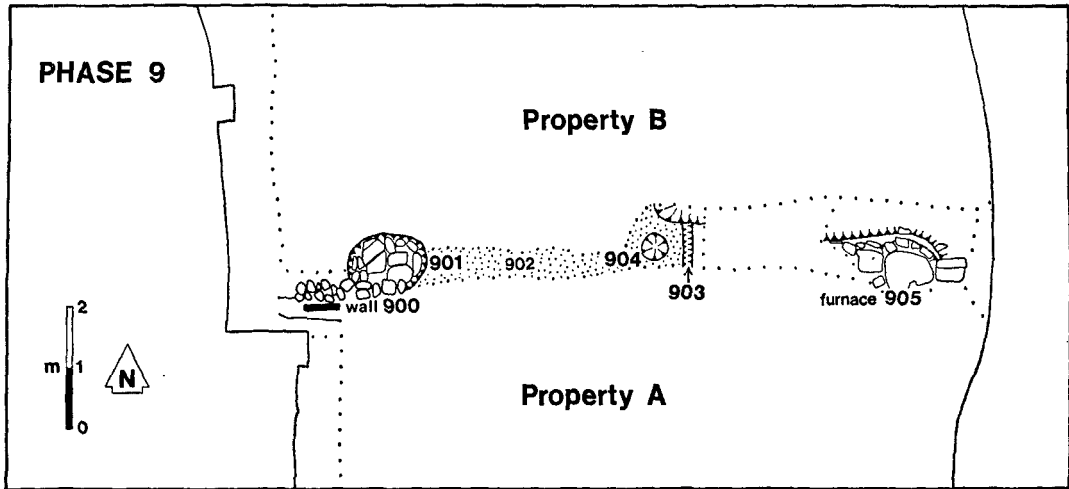 PHASE 9
Property B
901
902
904
903
wall 900
furnace 905
2
m 1
0
N
Property A